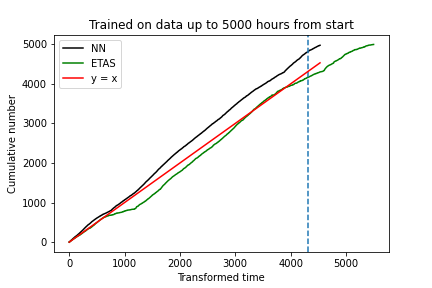 Trained on data up to 5000 hours from start
NN
ETAS
y = x
Cumulative number
5000
4000
3000
2000
1000
0
0 1000 2000 3000 4000 5000
Transformed time